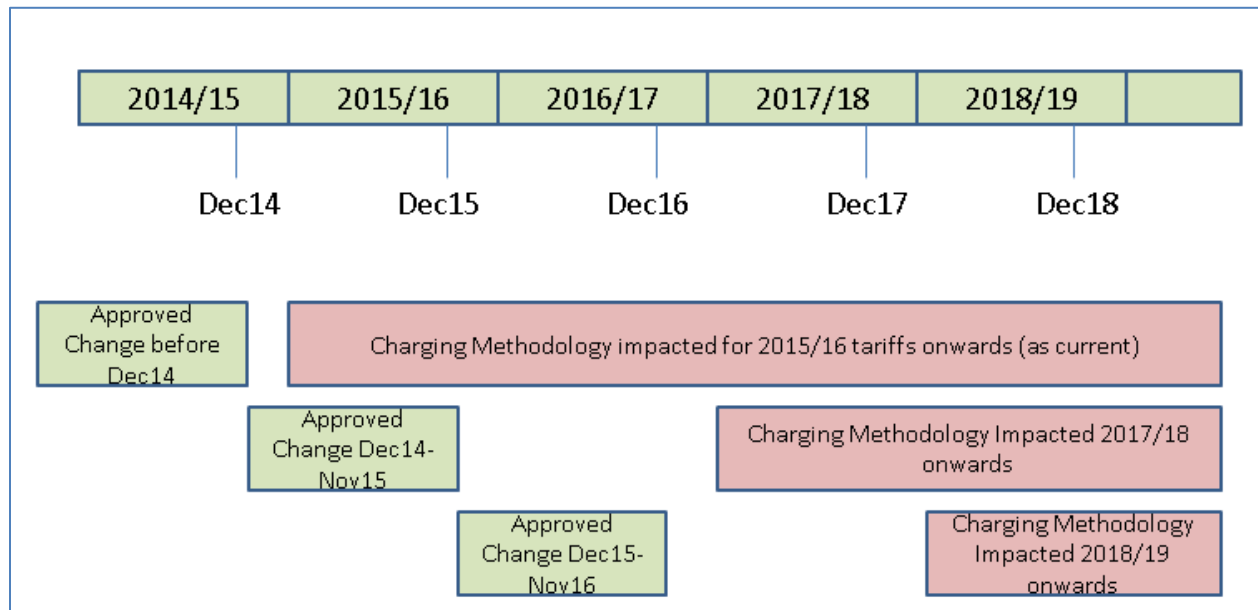 2014/15 2015/16 2016/17 2017/18 2018/19
Dec14 Dec15 Dec16 Dec17 Dec18
Approved
Change before
Dec14
Charging Methodology impacted for 2015/16 tariffs onwards (as current)
Approved
Change Dec14-
Nov15
Charging Methodology Impacted 2017/18
onwards
Approved
Change Dec15-
Nov16
Charging Methodology
Impacted 2018/19
onwards